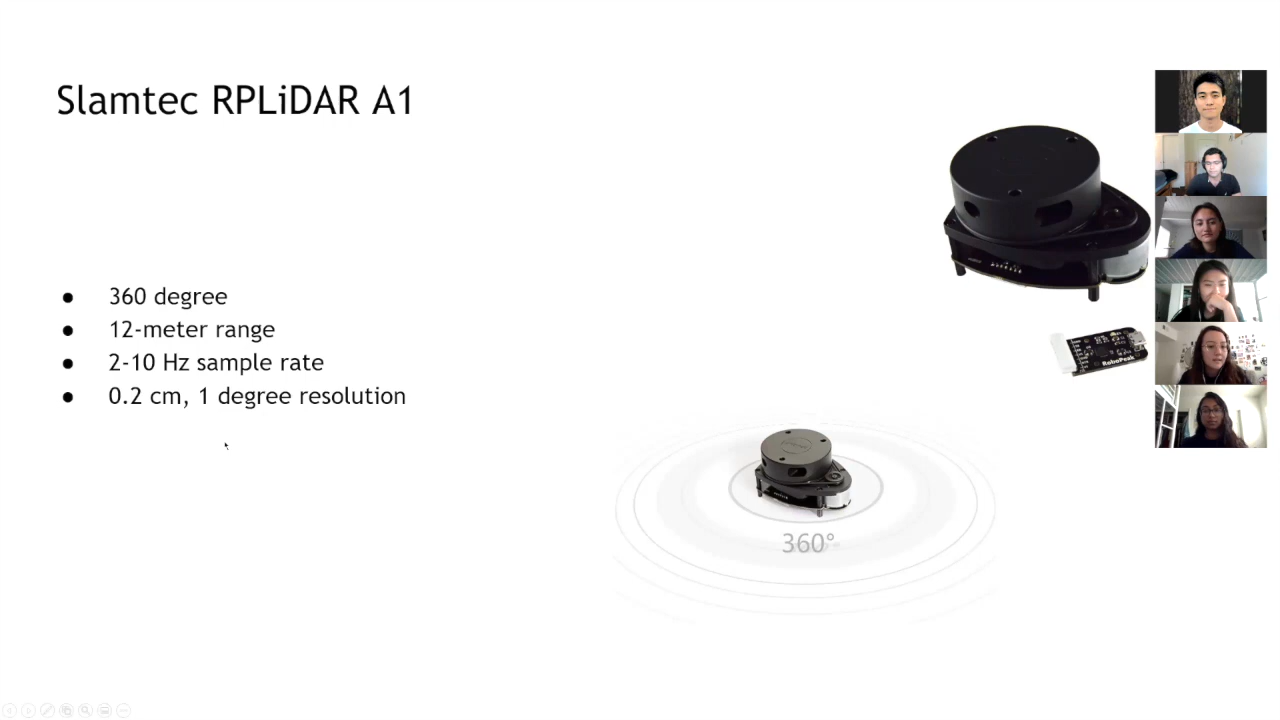 Slamtec RPLiDAR A1
● 360 degree
● 12-meter range
● 2-10 Hz sample rate
● 0.2 cm, 1 degree resolution
RoboPeak
360°